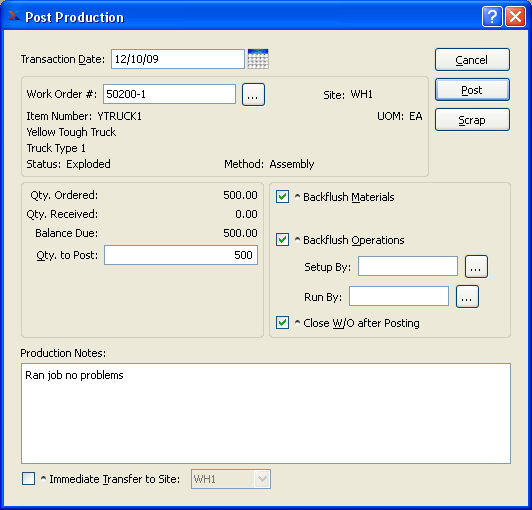 Post Production
Transaction Date: 12/10/09
Cancel
Work Order #: 50200-1 ... Site: WH1
Post
Item Number: YTRUCK1 UOM: EA
Scrap
Yellow Tough Truck
Truck Type 1
Status: Exploded Method: Assembly
Qty. Ordered: 500.00
Qty. Received: 0.00
Balance Due: 500.00
Qty. to Post: 500
Backflush Materials
Backflush Operations
Setup By: ...
Run By: ...
Close W/O after Posting
Production Notes:
Ran job no problems
Immediate Transfer to Site: WH1